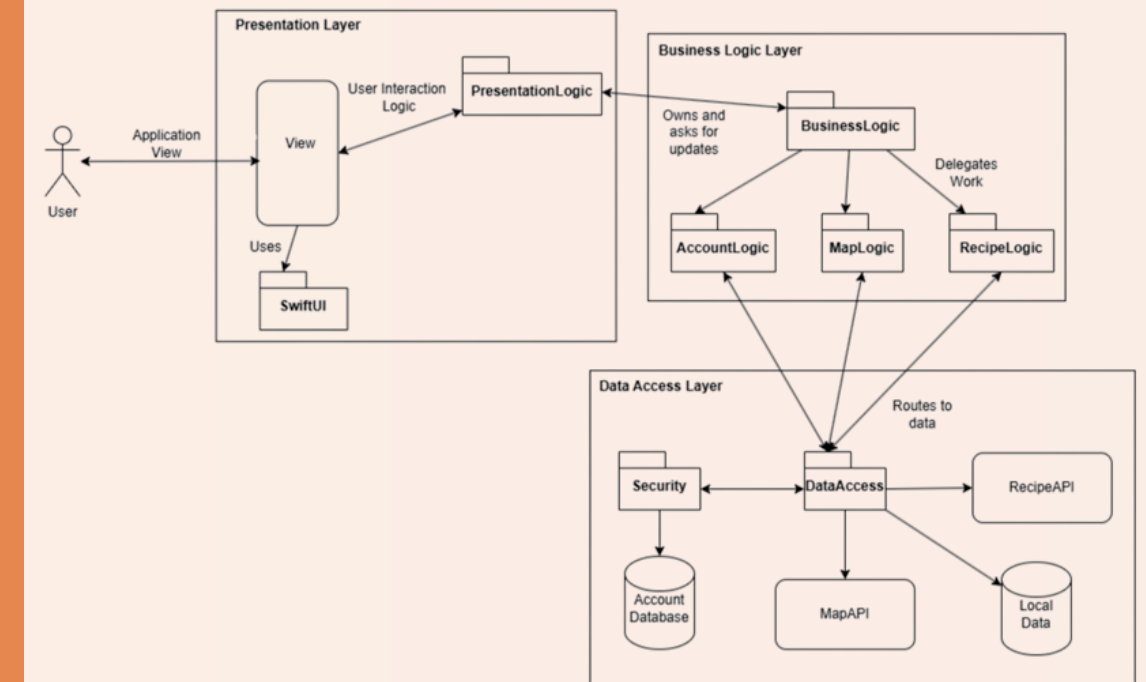 Presentation Layer
Business Logic Layer
User Interaction
Logic
PresentationLogic
Owns and
asks for
updates
BusinessLogic
Application
View
View
Delegates
Work
User
Uses
AccountLogic
MapLogic
RecipeLogic
SwiftUI
Data Access Layer
Routes to
data
Security
DataAccess
RecipeAPI
Account
Database
MapAPI
Local
Data